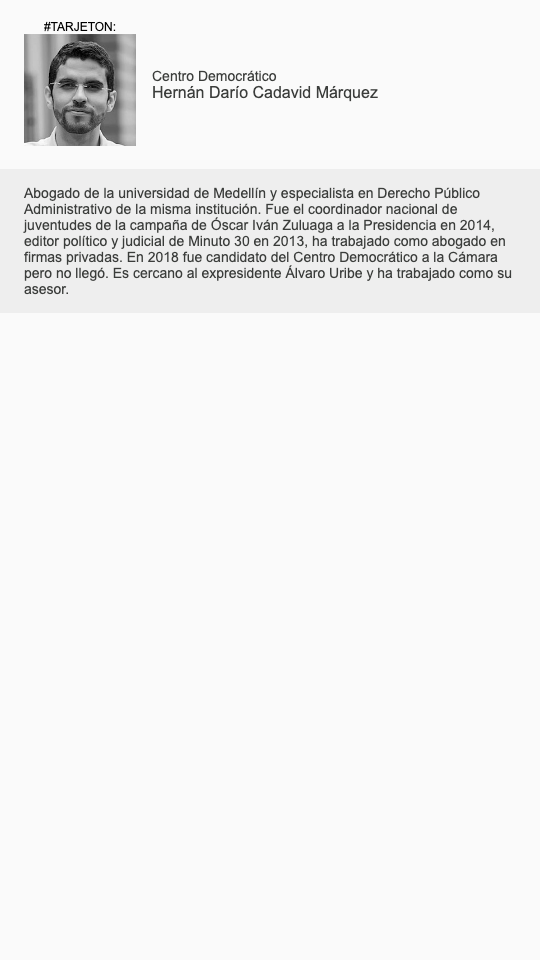 #TARJETON:
Centro Democrático
Hernán Darío Cadavid Márquez
Abogado de la universidad de Medellín y especialista en Derecho Público
Administrativo de la misma institución. Fue el coordinador nacional de
juventudes de la campaña de Óscar Iván Zuluaga a la Presidencia en 2014,
editor político y judicial de Minuto 30 en 2013, ha trabajado como abogado en
firmas privadas. En 2018 fue candidato del Centro Democrático a la Cámara
pero no llegó. Es cercano al expresidente Álvaro Uribe y ha trabajado como su
asesor.